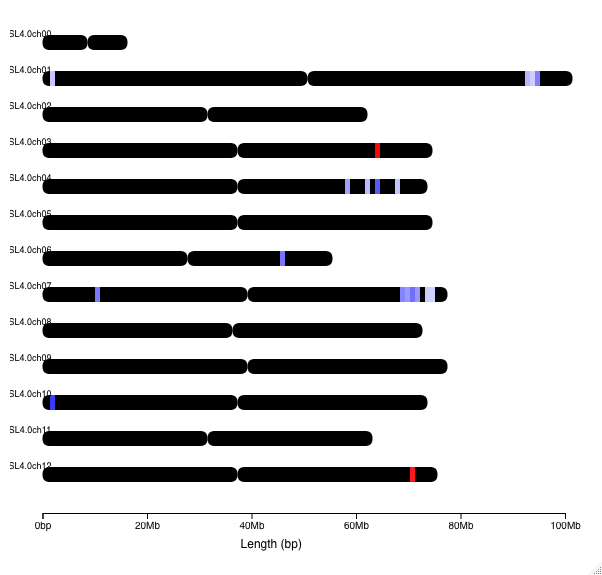 SL4.0ch00
SL4.0ch01
SL4.0ch02
SL4.0ch03
SL4.0ch04
SL4.0ch05
SL4.0ch06
SL4.0ch07
SL4.0ch08
SL4.0ch09
SL4.0ch10
SL4.0ch11
SL4.0ch12
0bp 20Mb 40Mb 60Mb 80Mb 100Mb
Length (bp)